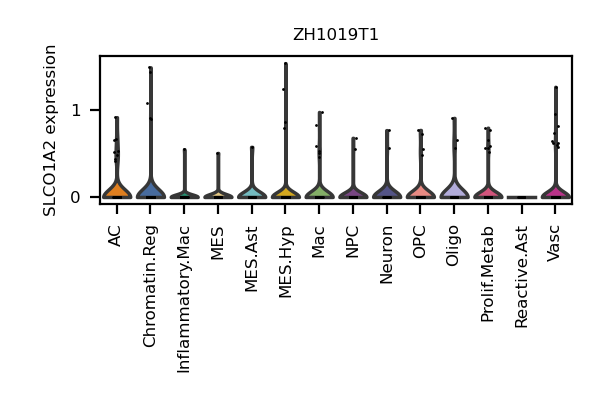 ZH1019T1
SLCO1A2 expression
1
0
AC
Chromatin.Reg
Inflammatory.Mac
MES
MES.Ast
MES.Hyp
Mac
NPC
Neuron
OPC
Oligo
Prolif.Metab
Reactive.Ast
Vasc